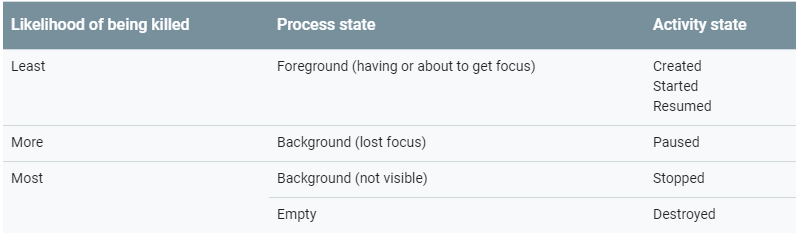 Likelihood of being killed Process state Activity state
Least Foreground (having or about to get focus) Created
Started
Resumed
More Background (lost focus) Paused
Most Background (not visible) Stopped
Empty Destroyed